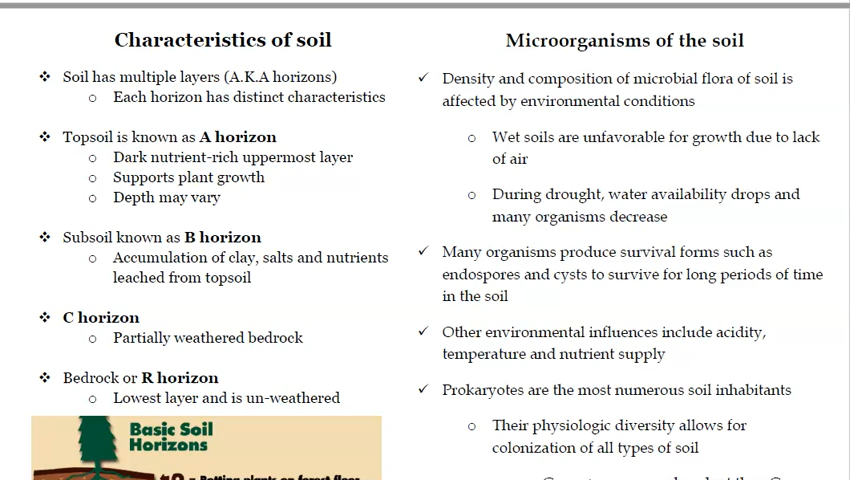 Characteristics of soil
❖ Soil has multiple layers (A.K.A horizons)
o Each horizon has distinct characteristics
❖ Topsoil is known as A horizon
o Dark nutrient-rich uppermost layer
o Supports plant growth
o Depth may vary
❖ Subsoil known as B horizon
o Accumulation of clay, salts and nutrients
leached from topsoil
❖ C horizon
o Partially weathered bedrock
❖ Bedrock or R horizon
o Lowest layer and is un-weathered
Basic Soil
Horizons
Microorganisms of the soil
✓ Density and composition of microbial flora of soil is
affected by environmental conditions
o Wet soils are unfavorable for growth due to lack
of air
o During drought, water availability drops and
many organisms decrease
✓ Many organisms produce survival forms such as
endospores and cysts to survive for long periods of time
in the soil
✓ Other environmental influences include acidity,
temperature and nutrient supply
✓ Prokaryotes are the most numerous soil inhabitants
o Their physiologic diversity allows for
colonization of all types of soil